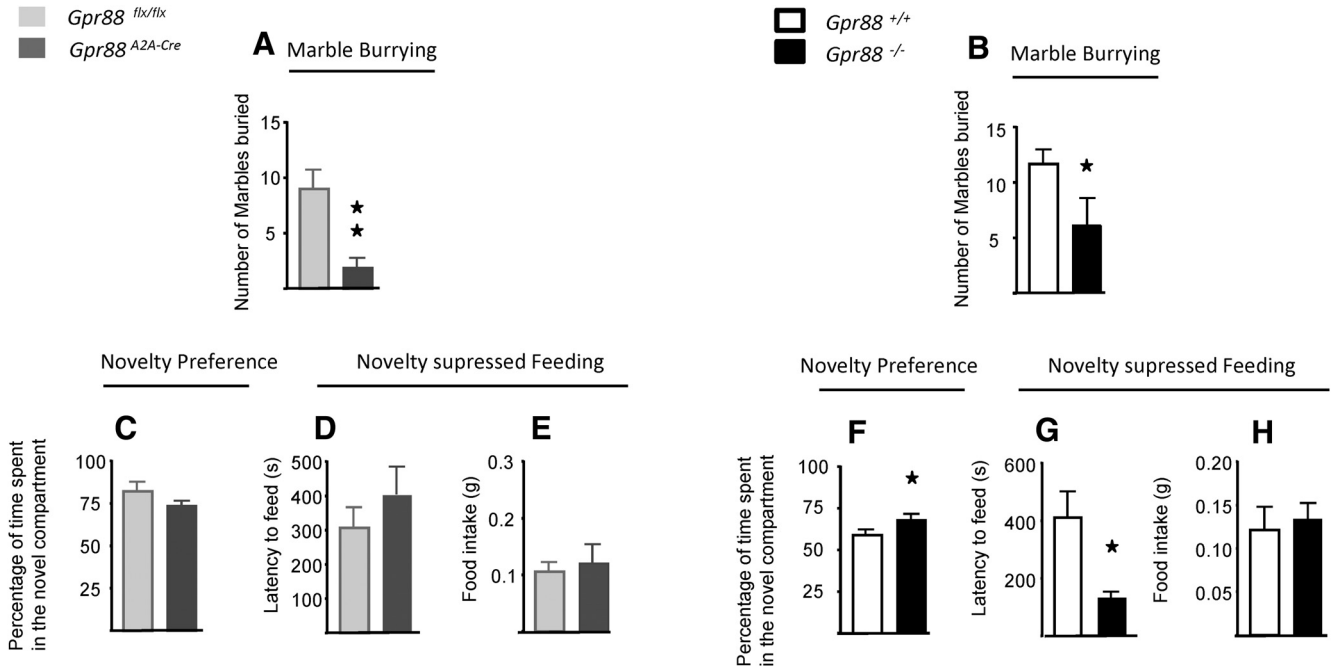 Gpr88 flx/flx
Gpr88 A2A-Cre
A
Marble Burrying
Number of Marbles buried
15
10
5
Gpr88 +/+
Gpr88 -/-
B
Marble Burrying
Number of Marbles buried
15
10
5
Novelty Preference
Novelty supressed Feeding
C
Percentage of time spent
in the novel compartment
100
75
50
25
D
Latency to feed (s)
500
400
300
200
100
E
Food intake (g)
0.3
0.2
0.1
Novelty Preference
Novelty supressed Feeding
F
Percentage of time spent
in the novel compartment
100
75
50
25
G
Latency to feed (s)
600
400
200
H
Food intake (g)
0.20
0.15
0.10
0.05